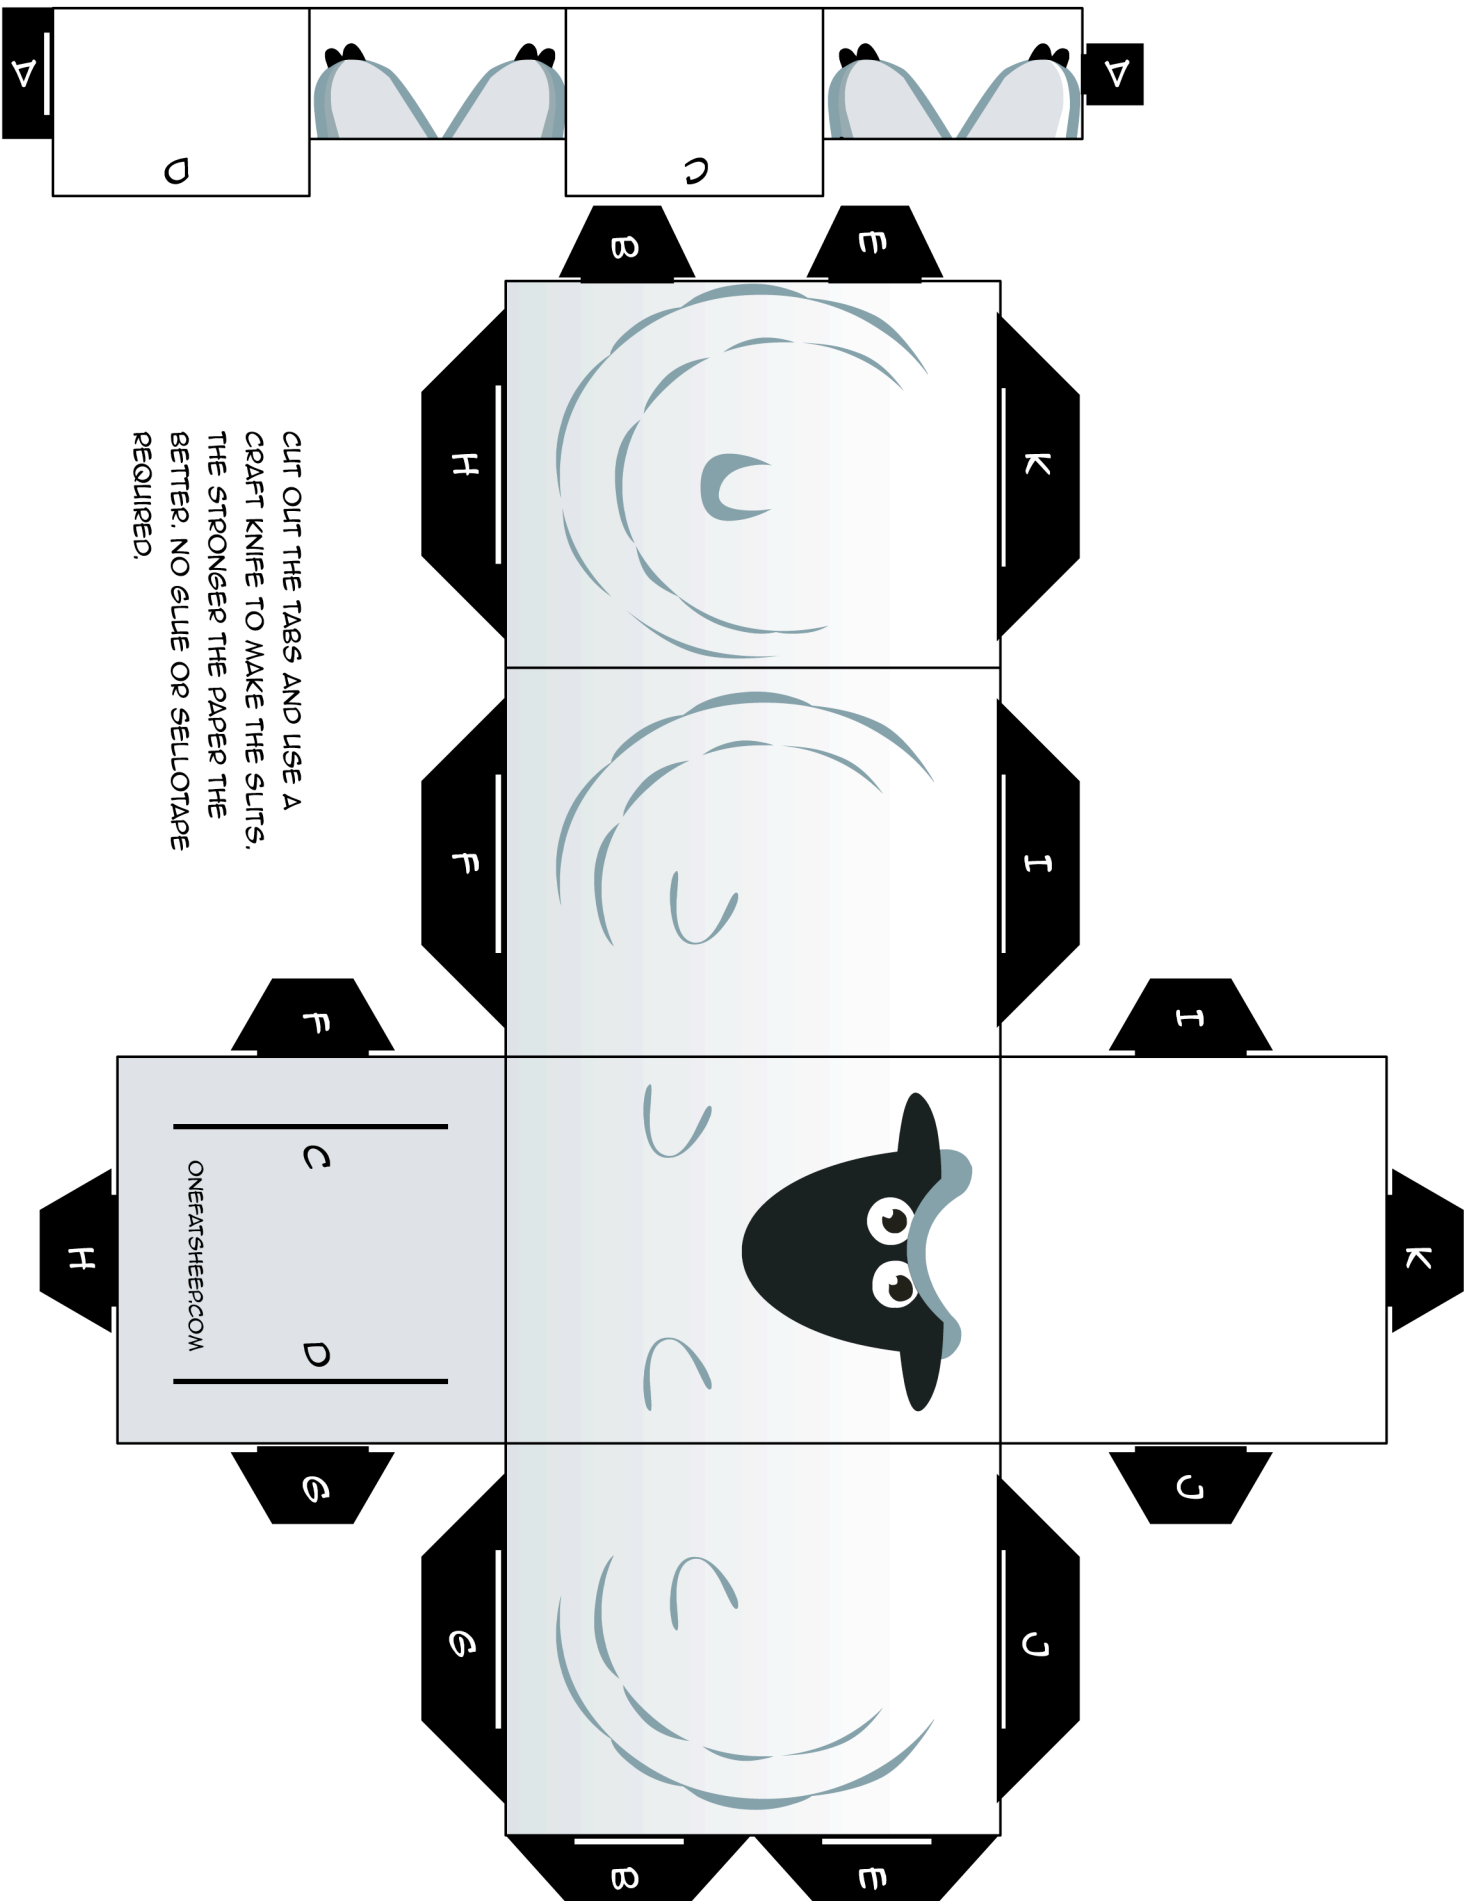 A
A
D
C
B
E
H
K
CUT OUT THE TABS AND USE A
CRAFT KNIFE TO MAKE THE SLITS.
THE STRONGER THE PAPER THE
BETTER. NO GLUE OR SELLOTAPE
REQUIRED.
F
I
F
I
C
ONEFATSHEEP.COM
D
H
K
G
J
G
J
B
E